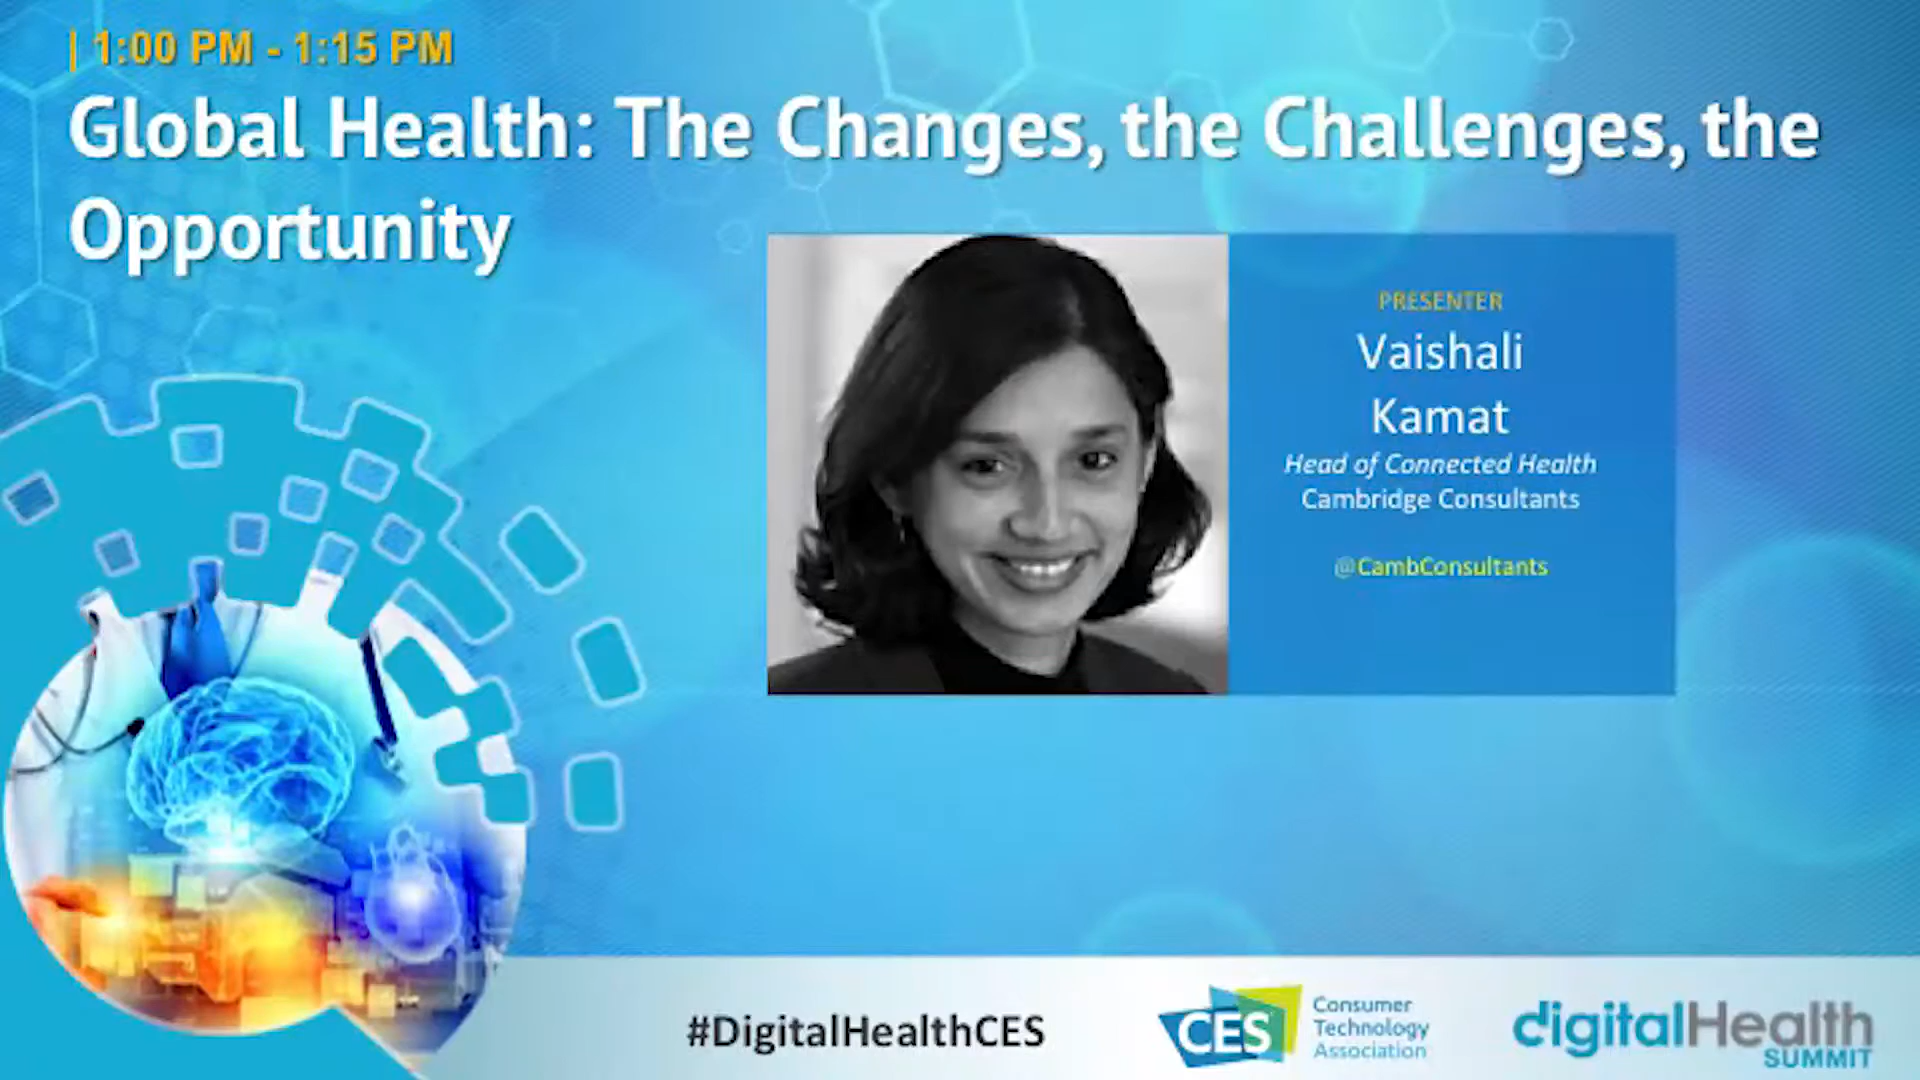 | 1:00 PM - 1:15 PM
Global Health: The Changes, the Challenges, the
Opportunity
PRESENTER
Vaishali
Kamat
Head of Connected Health
Cambridge Consultants
@CambConsultants
#DigitalHealthCES
CES
Consumer
Technology
Association
digitalHealth
SUMMIT